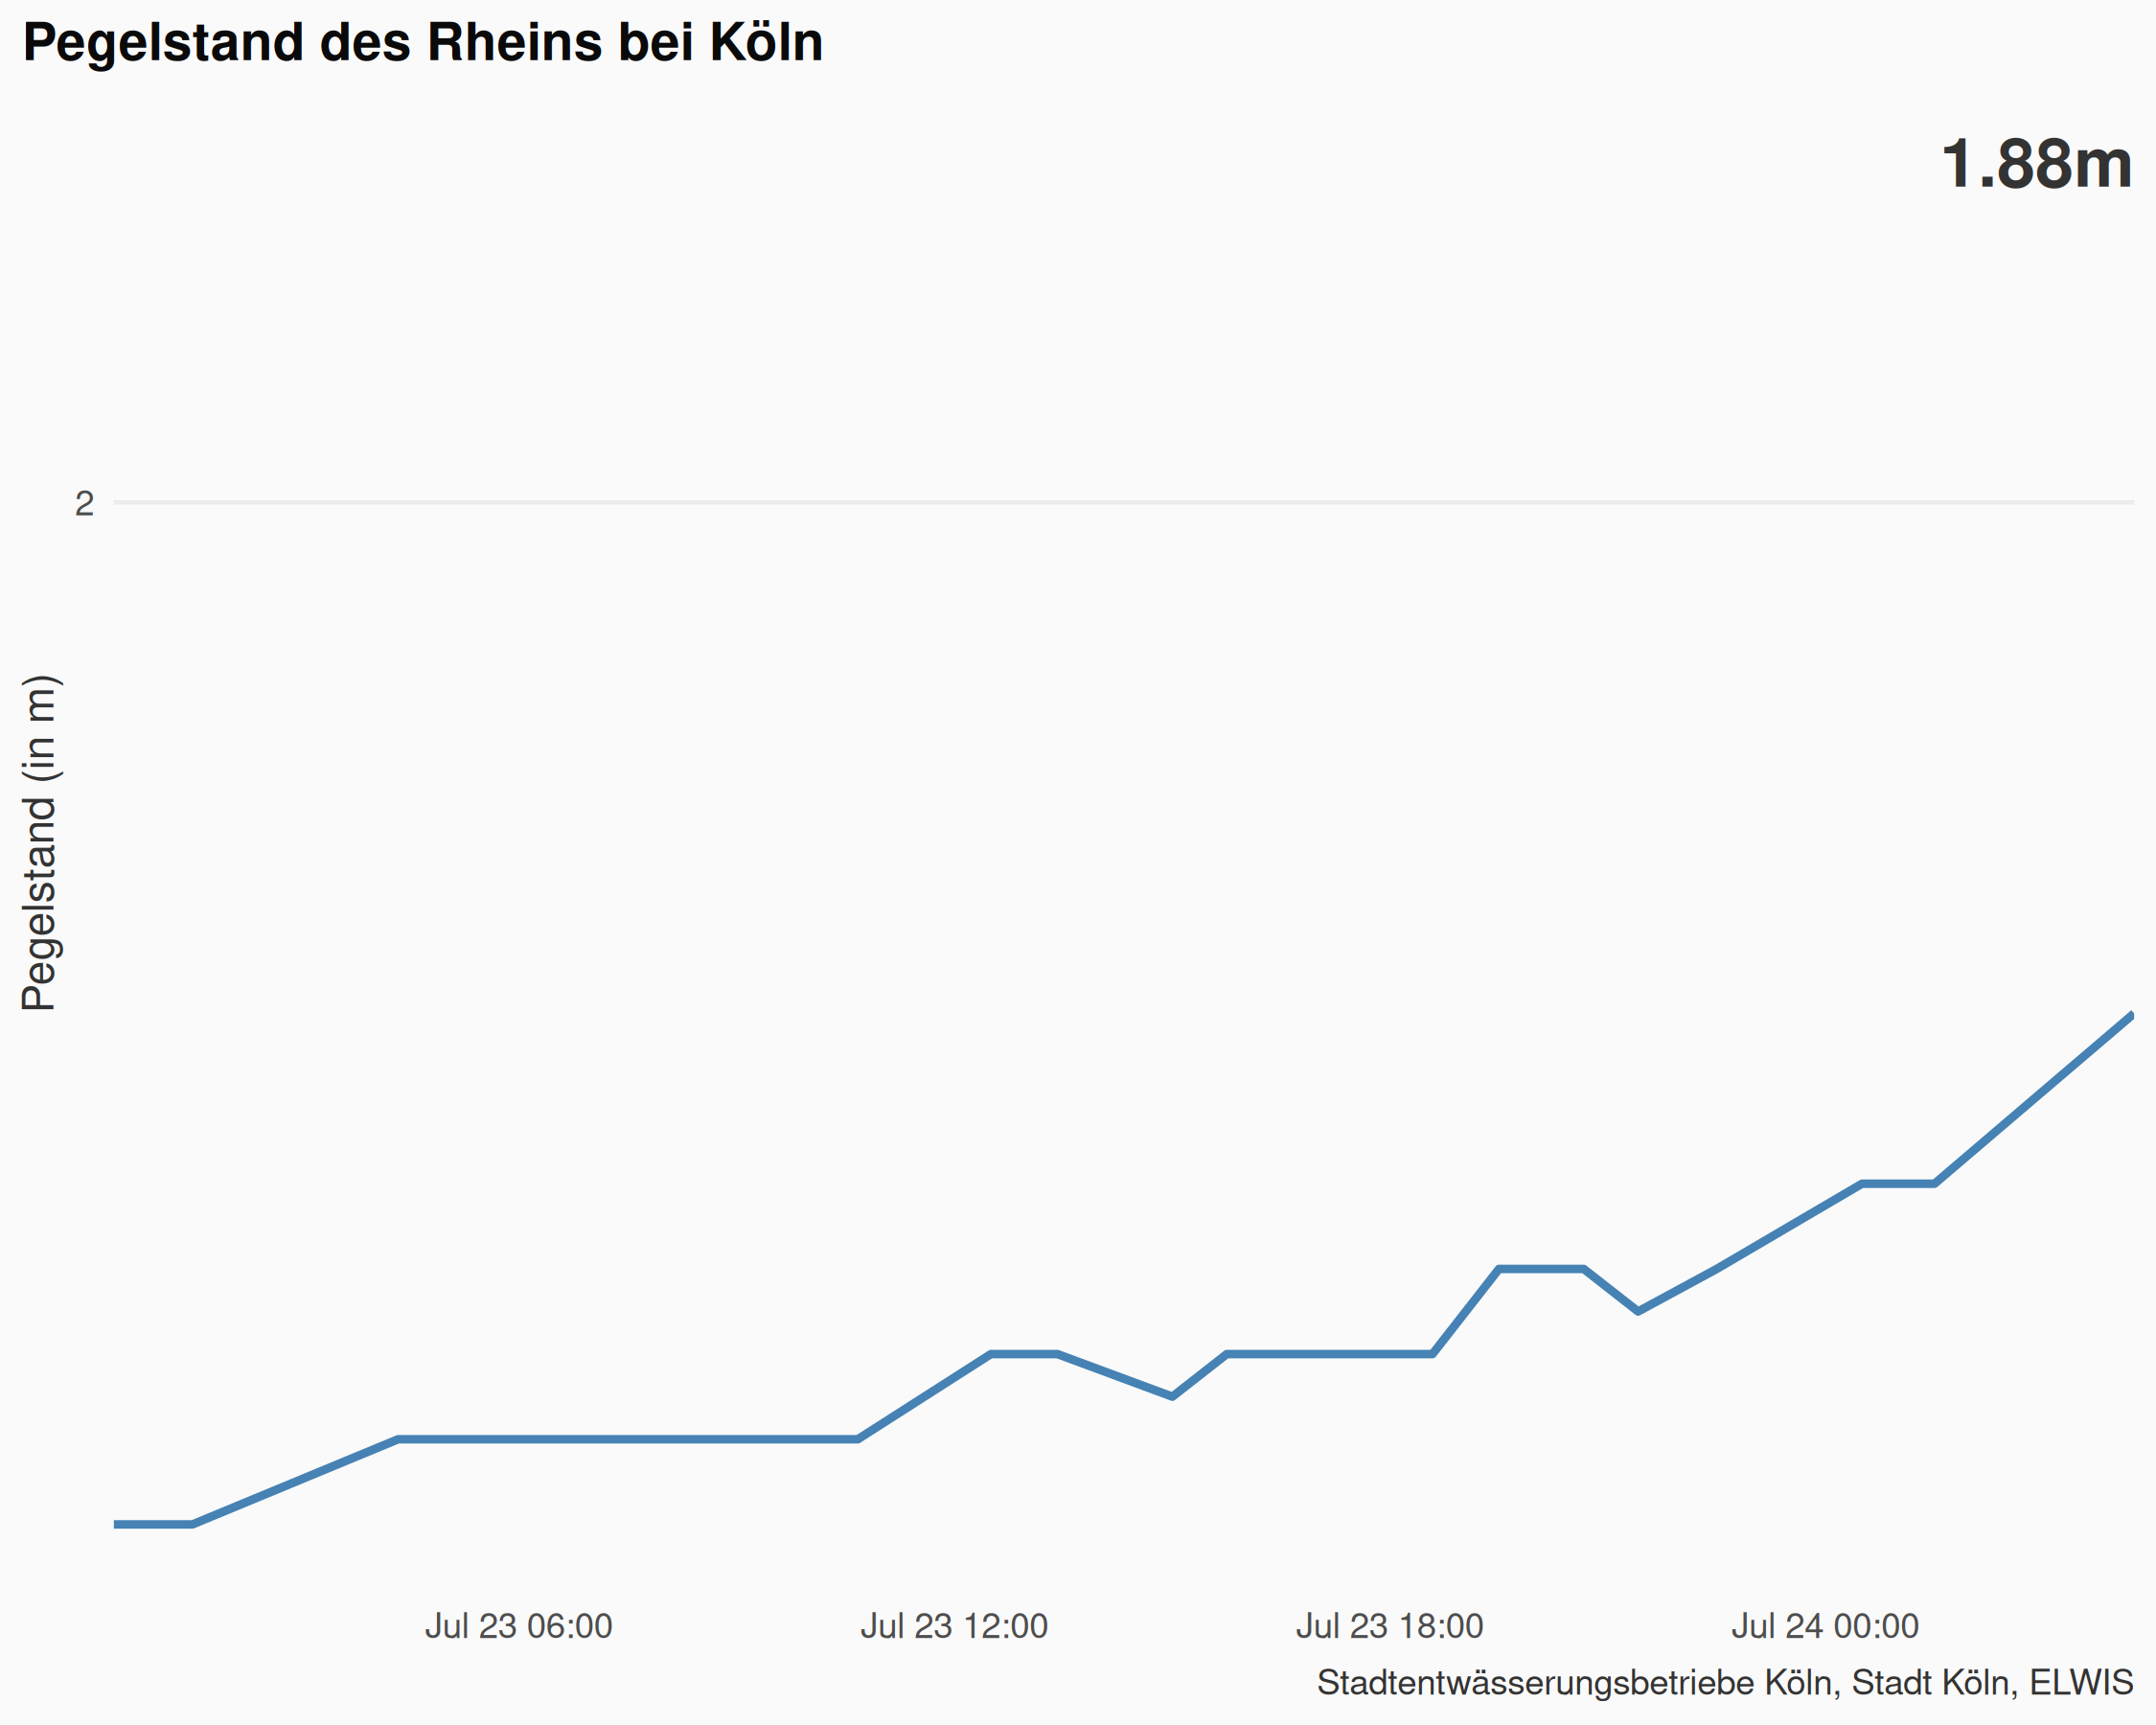 Pegelstand des Rheins bei Köln
1.88m
2
Pegelstand (in m)
Jul 23 06:00
Jul 23 12:00
Jul 23 18:00
Jul 24 00:00
Stadtentwässerungsbetriebe Köln, Stadt Köln, ELWIS